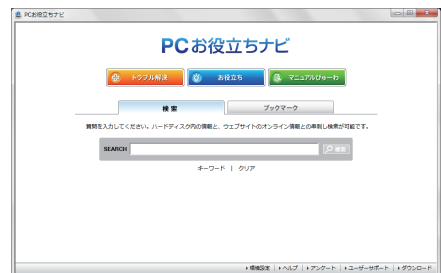 PCお役立ちナビ
PCお役立ちナビ
トラブル解決 お役立ち マニュアルびゅーわ
検索 ブックマーク
質問を入力してください。ハードディスク内の情報と、ウェブサイトのオンライン情報との串刺し検索が可能です。
SEARCH 検索
キーワード | クリア
環境設定 ヘルプ アンケート ユーザーサポート ダウンロード